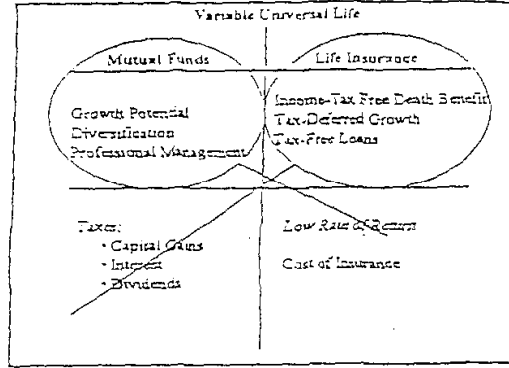 Variable Universal Life
Mutual Funds
Growth Potential
Diversification
Professional Management
Life Insurance
Income-Tax Free Death Benefit
Tax-Deferred Growth
Tax-Free Loans
Taxes:
• Capital Gains
• Interest
• Dividends
Low Rate of Return
Cost of Insurance